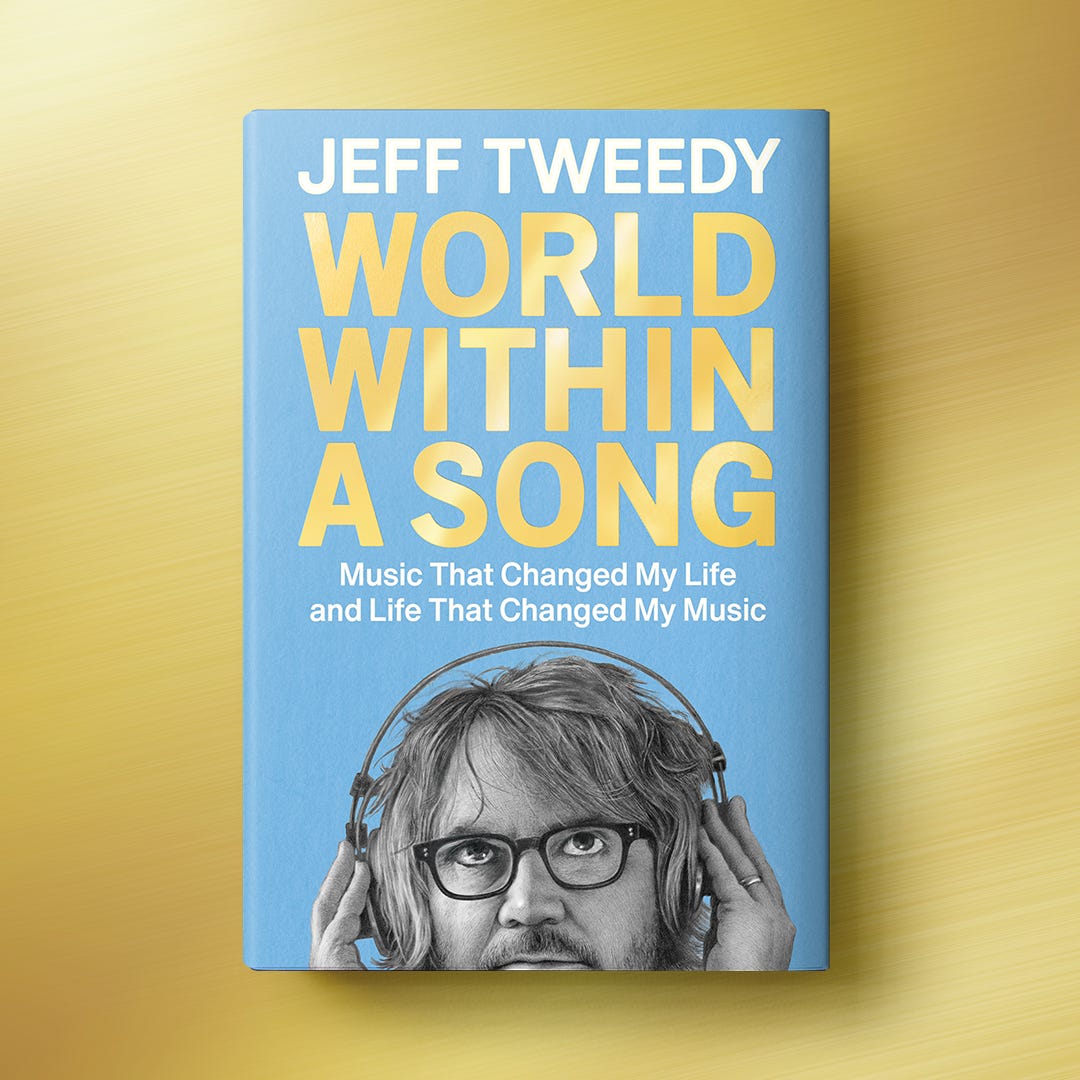 JEFF TWEEDY
WORLD
WITHIN
A SONG
Music That Changed My Life
and Life That Changed My Music